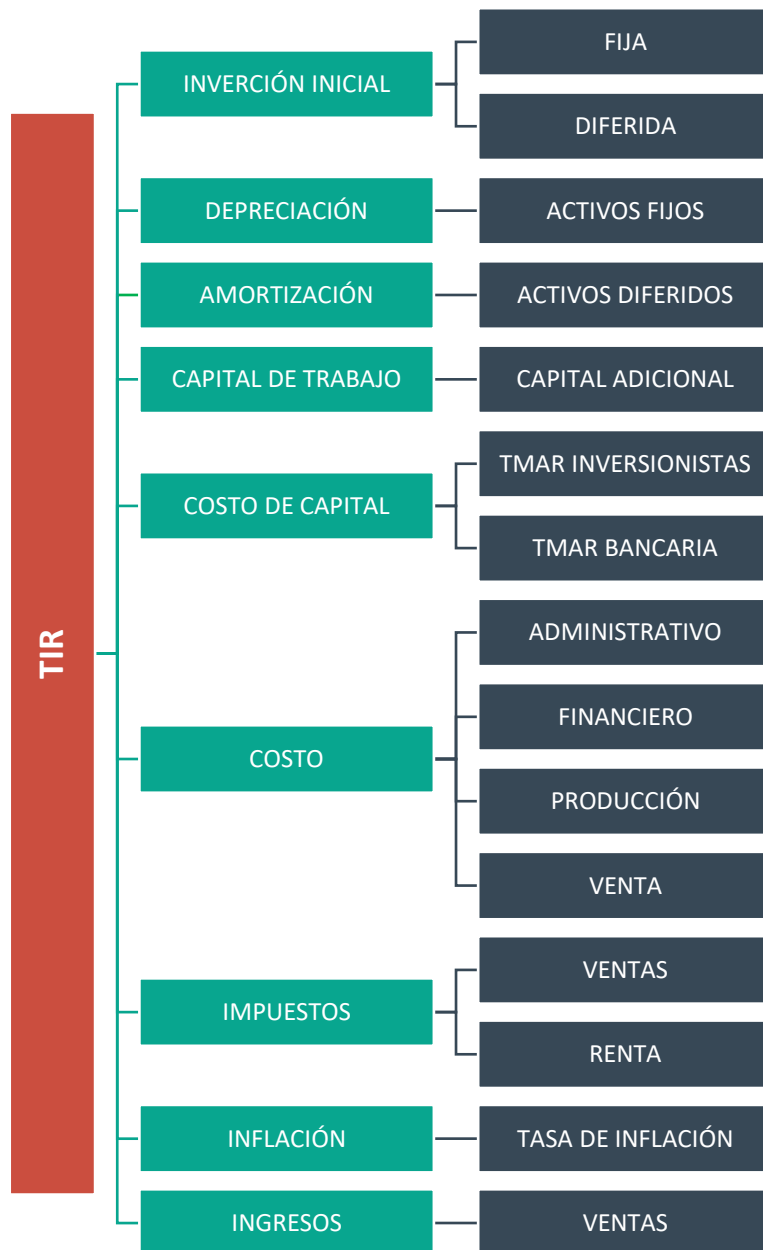 TIR
INVERCIÓN INICIAL
FIJA
DIFERIDA
DEPRECIACIÓN
ACTIVOS FIJOS
AMORTIZACIÓN
ACTIVOS DIFERIDOS
CAPITAL DE TRABAJO
CAPITAL ADICIONAL
COSTO DE CAPITAL
TMAR INVERSIONISTAS
TMAR BANCARIA
COSTO
ADMINISTRATIVO
FINANCIERO
PRODUCCIÓN
VENTA
IMPUESTOS
VENTAS
RENTA
INFLACIÓN
TASA DE INFLACIÓN
INGRESOS
VENTAS